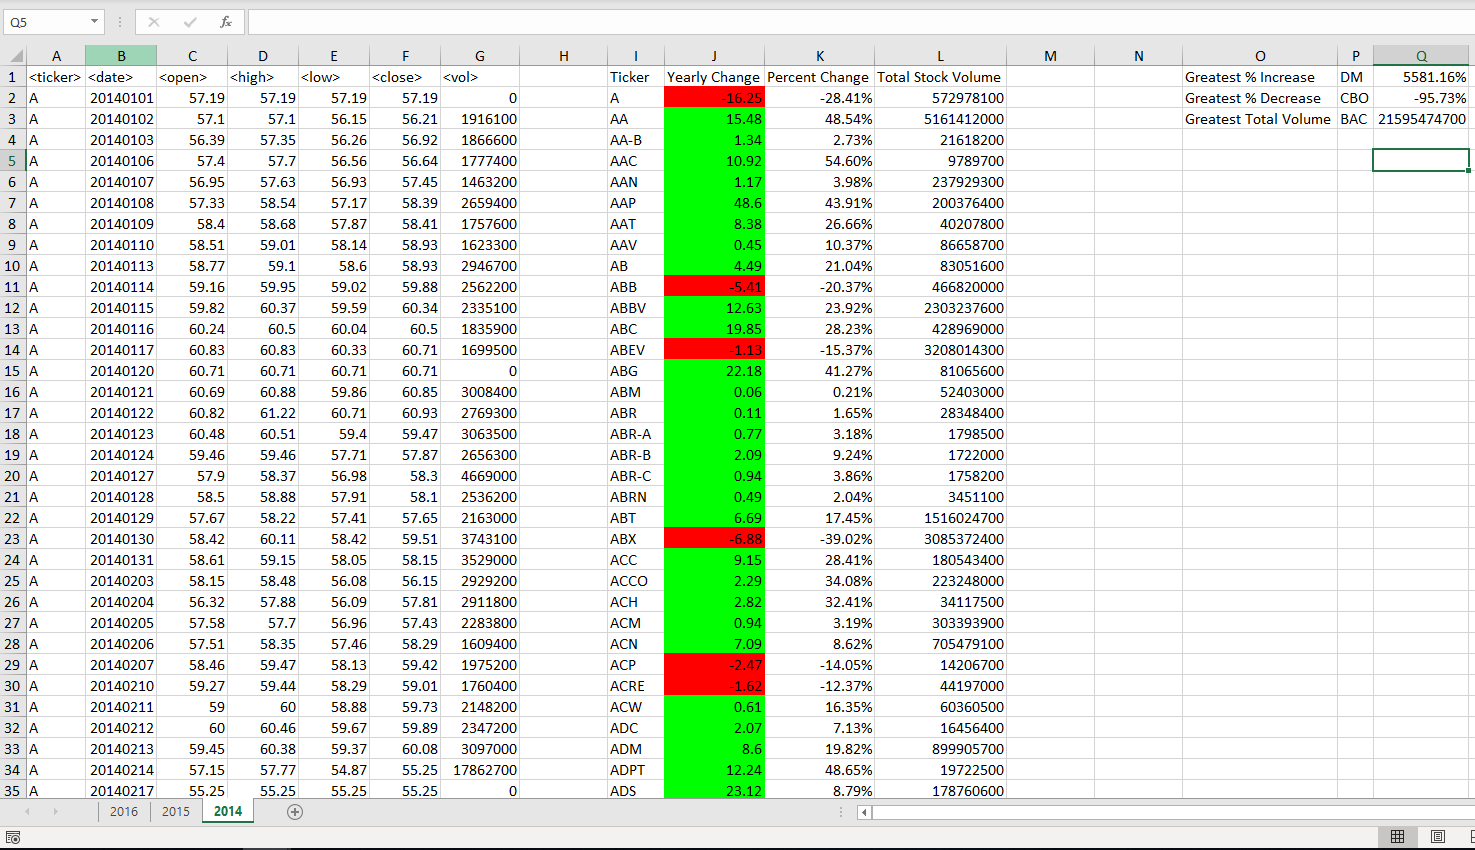 Q5 fx
A B C D E F G H I J K L M N O P Q
1 <ticker> <date> <open> <high> <low> <close> <vol> Ticker Yearly Change Percent Change Total Stock Volume Greatest % Increase DM 5581.16%
2 A 20140101 57.19 57.19 57.19 57.19 0 A -16.25 -28.41% 572978100 Greatest % Decrease CBO -95.73%
3 A 20140102 57.1 57.1 56.15 56.21 1916100 AA 15.48 48.54% 5161412000 Greatest Total Volume BAC 21595474700
4 A 20140103 56.39 57.35 56.26 56.92 1866600 AA-B 1.34 2.73% 21618200
5 A 20140106 57.4 57.7 56.56 56.64 1777400 AAC 10.92 54.60% 9789700
6 A 20140107 56.95 57.63 56.93 57.45 1463200 AAN 1.17 3.98% 237929300
7 A 20140108 57.33 58.54 57.17 58.39 2659400 AAP 48.6 43.91% 200376400
8 A 20140109 58.4 58.68 57.87 58.41 1757600 AAT 8.38 26.66% 40207800
9 A 20140110 58.51 59.01 58.14 58.93 1623300 AAV 0.45 10.37% 86658700
10 A 20140113 58.77 59.1 58.6 58.93 2946700 AB 4.49 21.04% 83051600
11 A 20140114 59.16 59.95 59.02 59.88 2562200 ABB -5.41 -20.37% 466820000
12 A 20140115 59.82 60.37 59.59 60.34 2335100 ABBV 12.63 23.92% 2303237600
13 A 20140116 60.24 60.5 60.04 60.5 1835900 ABC 19.85 28.23% 428969000
14 A 20140117 60.83 60.83 60.33 60.71 1699500 ABEV -1.13 -15.37% 3208014300
15 A 20140120 60.71 60.71 60.71 60.71 0 ABG 22.18 41.27% 81065600
16 A 20140121 60.69 60.88 59.86 60.85 3008400 ABM 0.06 0.21% 52403000
17 A 20140122 60.82 61.22 60.71 60.93 2769300 ABR 0.11 1.65% 28348400
18 A 20140123 60.48 60.51 59.4 59.47 3063500 ABR-A 0.77 3.18% 1798500
19 A 20140124 59.46 59.46 57.71 57.87 2656300 ABR-B 2.09 9.24% 1722000
20 A 20140127 57.9 58.37 56.98 58.3 4669000 ABR-C 0.94 3.86% 1758200
21 A 20140128 58.5 58.88 57.91 58.1 2536200 ABRN 0.49 2.04% 3451100
22 A 20140129 57.67 58.22 57.41 57.65 2163000 ABT 6.69 17.45% 1516024700
23 A 20140130 58.42 60.11 58.42 59.51 3743100 ABX -6.88 -39.02% 3085372400
24 A 20140131 58.61 59.15 58.05 58.15 3529000 ACC 9.15 28.41% 180543400
25 A 20140203 58.15 58.48 56.08 56.15 2929200 ACCO 2.29 34.08% 223248000
26 A 20140204 56.32 57.88 56.09 57.81 2911800 ACH 2.82 32.41% 34117500
27 A 20140205 57.58 57.7 56.96 57.43 2283800 ACM 0.94 3.19% 303393900
28 A 20140206 57.51 58.35 57.46 58.29 1609400 ACN 7.09 8.62% 705479100
29 A 20140207 58.46 59.47 58.13 59.42 1975200 ACP -2.47 -14.05% 14206700
30 A 20140210 59.27 59.44 58.29 59.01 1760400 ACRE -1.62 -12.37% 44197000
31 A 20140211 59 60 58.88 59.73 2148200 ACW 0.61 16.35% 60360500
32 A 20140212 60 60.46 59.67 59.89 2347200 ADC 2.07 7.13% 16456400
33 A 20140213 59.45 60.38 59.37 60.08 3097000 ADM 8.6 19.82% 899905700
34 A 20140214 57.15 57.77 54.87 55.25 17862700 ADPT 12.24 48.65% 19722500
35 A 20140217 55.25 55.25 55.25 55.25 0 ADS 23.12 8.79% 178760600
2016 2015 2014